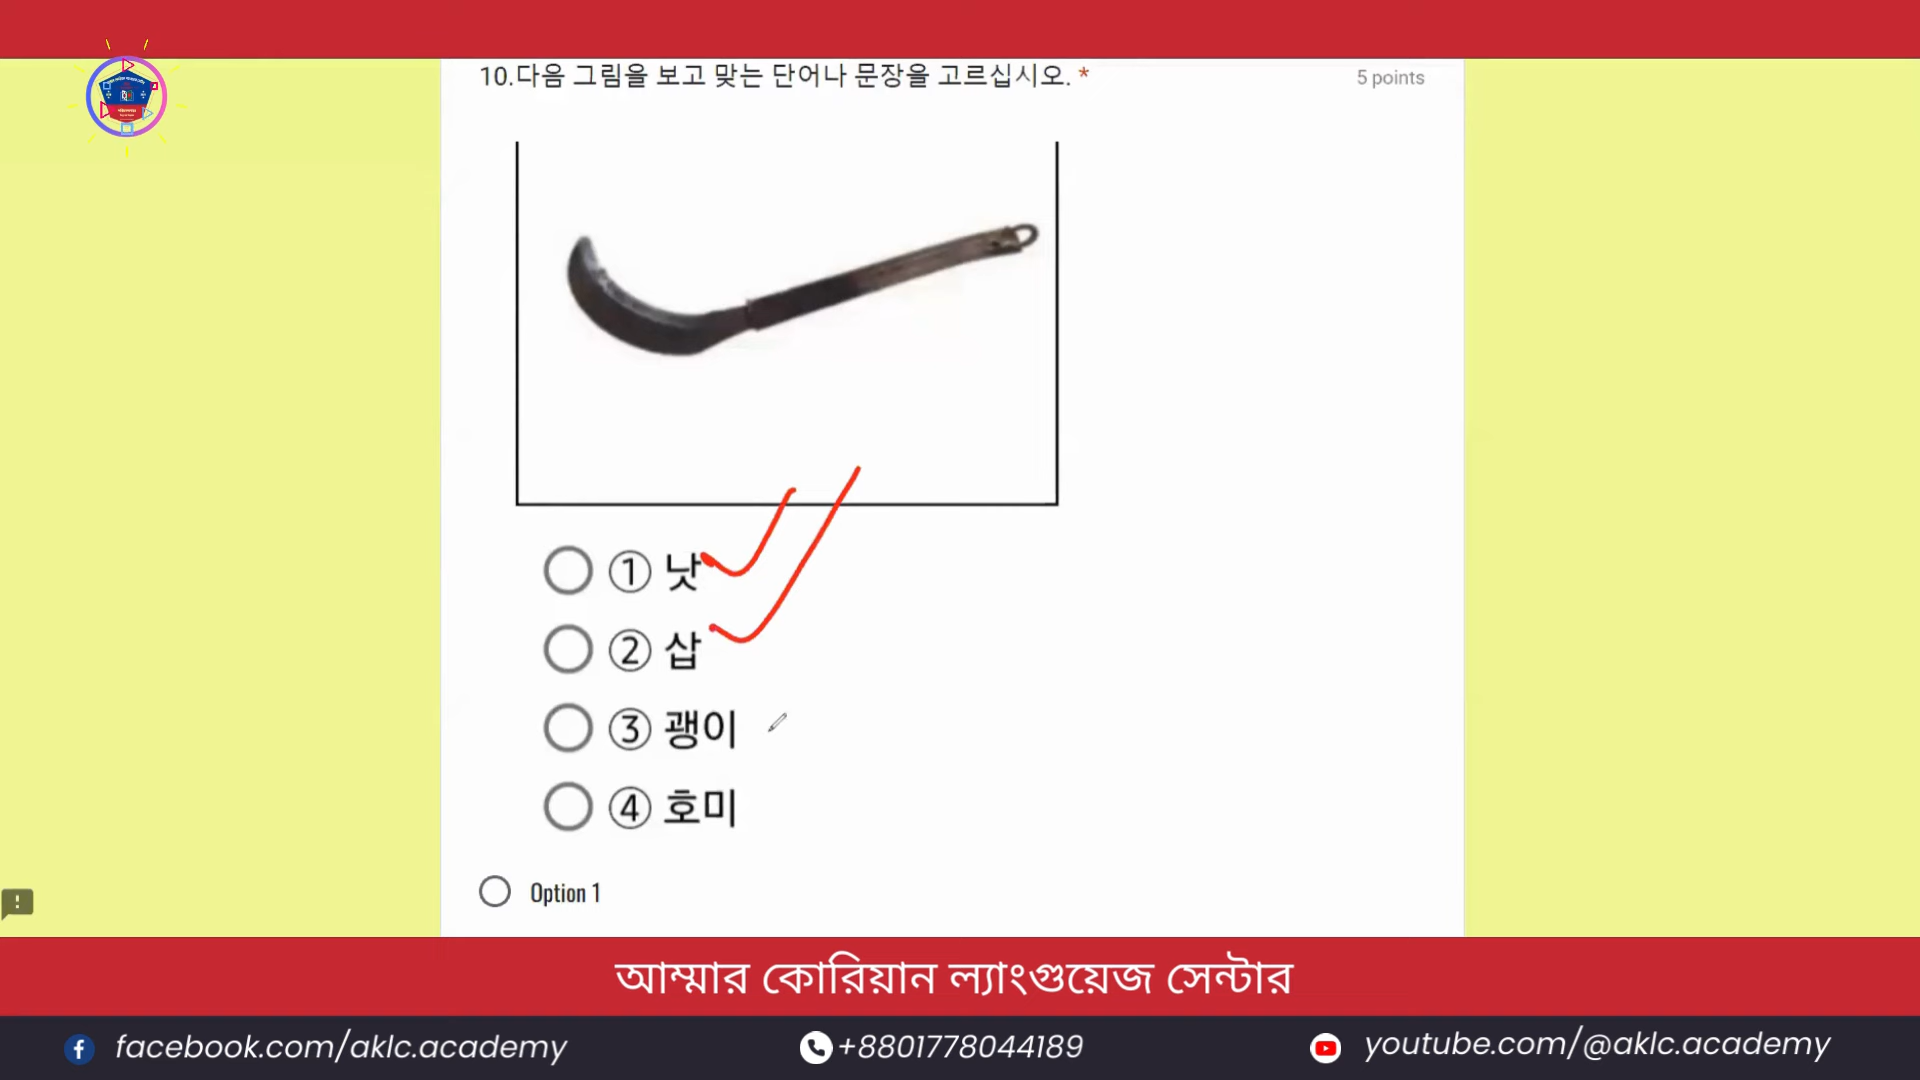 10.다음 그림을 보고 맞는 단어나 문장을 고르십시오. *
5 points
① 낫
② 삽
③ 괭이
④ 호미
Option 1
আম্মার কোরিয়ান ল্যাংগুয়েজ সেন্টার
facebook.com/aklc.academy
+8801778044189
youtube.com/@aklc.academy